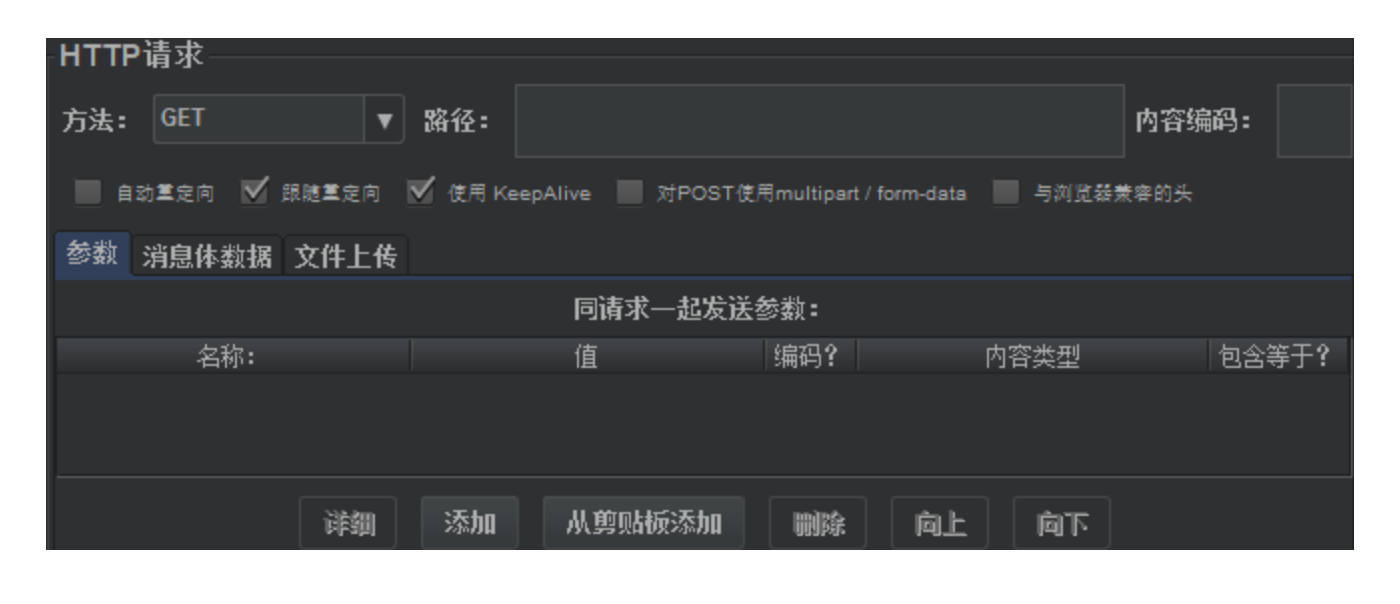 HTTP请求
方法： GET 路径： 内容编码：
自动重定向 跟随重定向 使用 KeepAlive 对POST使用multipart / form-data 与浏览器兼容的头
参数 消息体数据 文件上传
同请求一起发送参数：
名称: 值 编码? 内容类型 包含等于?
详细 添加 从剪贴板添加 删除 向上 向下